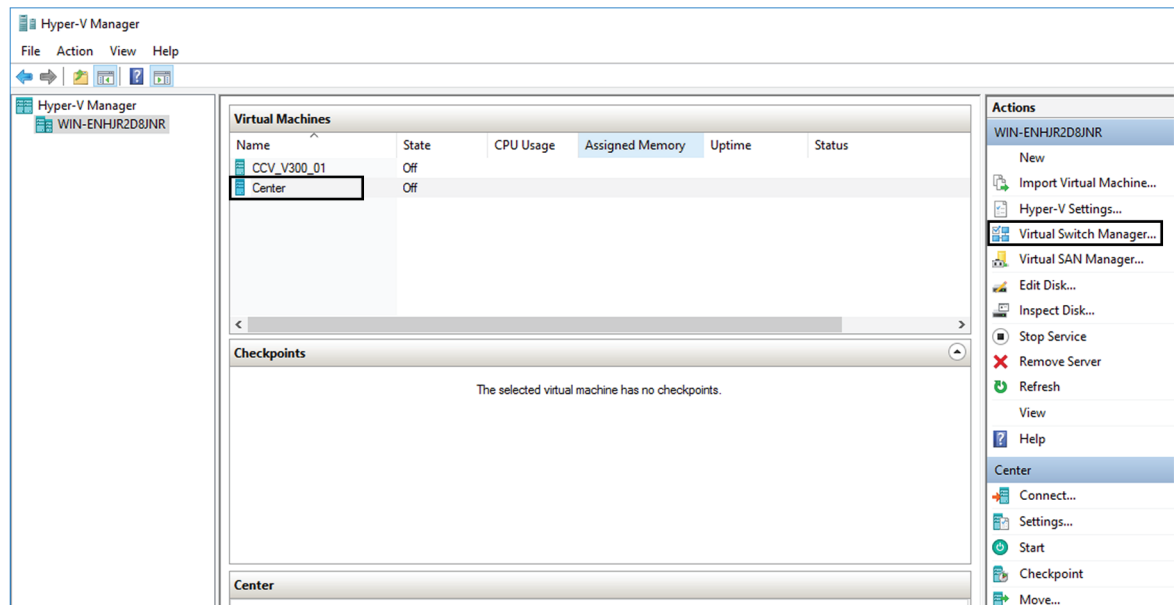 Hyper-V Manager
File Action View Help
Hyper-V Manager
WIN-ENHJR2D8JNR
Virtual Machines
Name State CPU Usage Assigned Memory Uptime Status
CCV_V300_01 Off
Center Off
Checkpoints
The selected virtual machine has no checkpoints.
Center
Actions
WIN-ENHJR2D8JNR
New
Import Virtual Machine...
Hyper-V Settings...
Virtual Switch Manager...
Virtual SAN Manager...
Edit Disk...
Inspect Disk...
Stop Service
Remove Server
Refresh
View
Help
Center
Connect...
Settings...
Start
Checkpoint
Move...